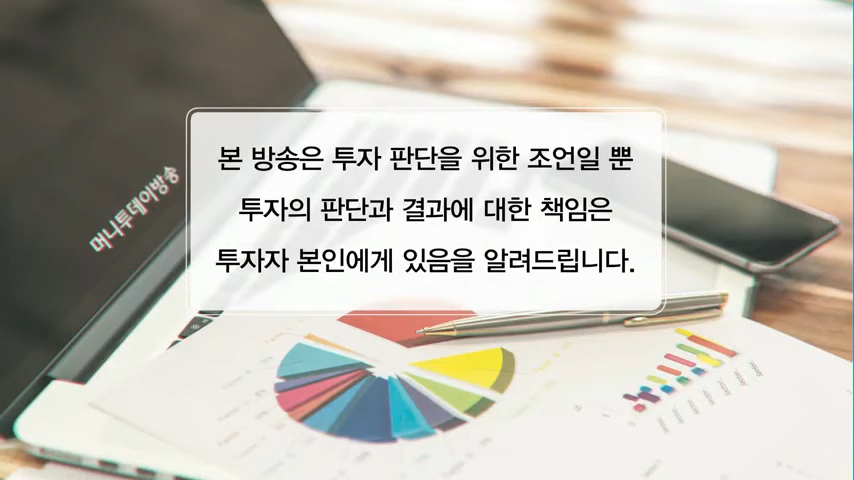 본 방송은 투자 판단을 위한 조언일 뿐
투자의 판단과 결과에 대한 책임은
투자자 본인에게 있음을 알려드립니다.
머니투데이방송